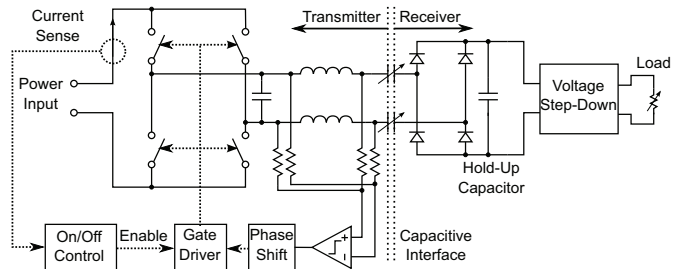 Current
Sense
Transmitter
Receiver
Power
Input
Voltage
Step-Down
Load
Hold-Up
Capacitor
On/Off
Control
Enable
Gate
Driver
Phase
Shift
+
-
Capacitive
Interface